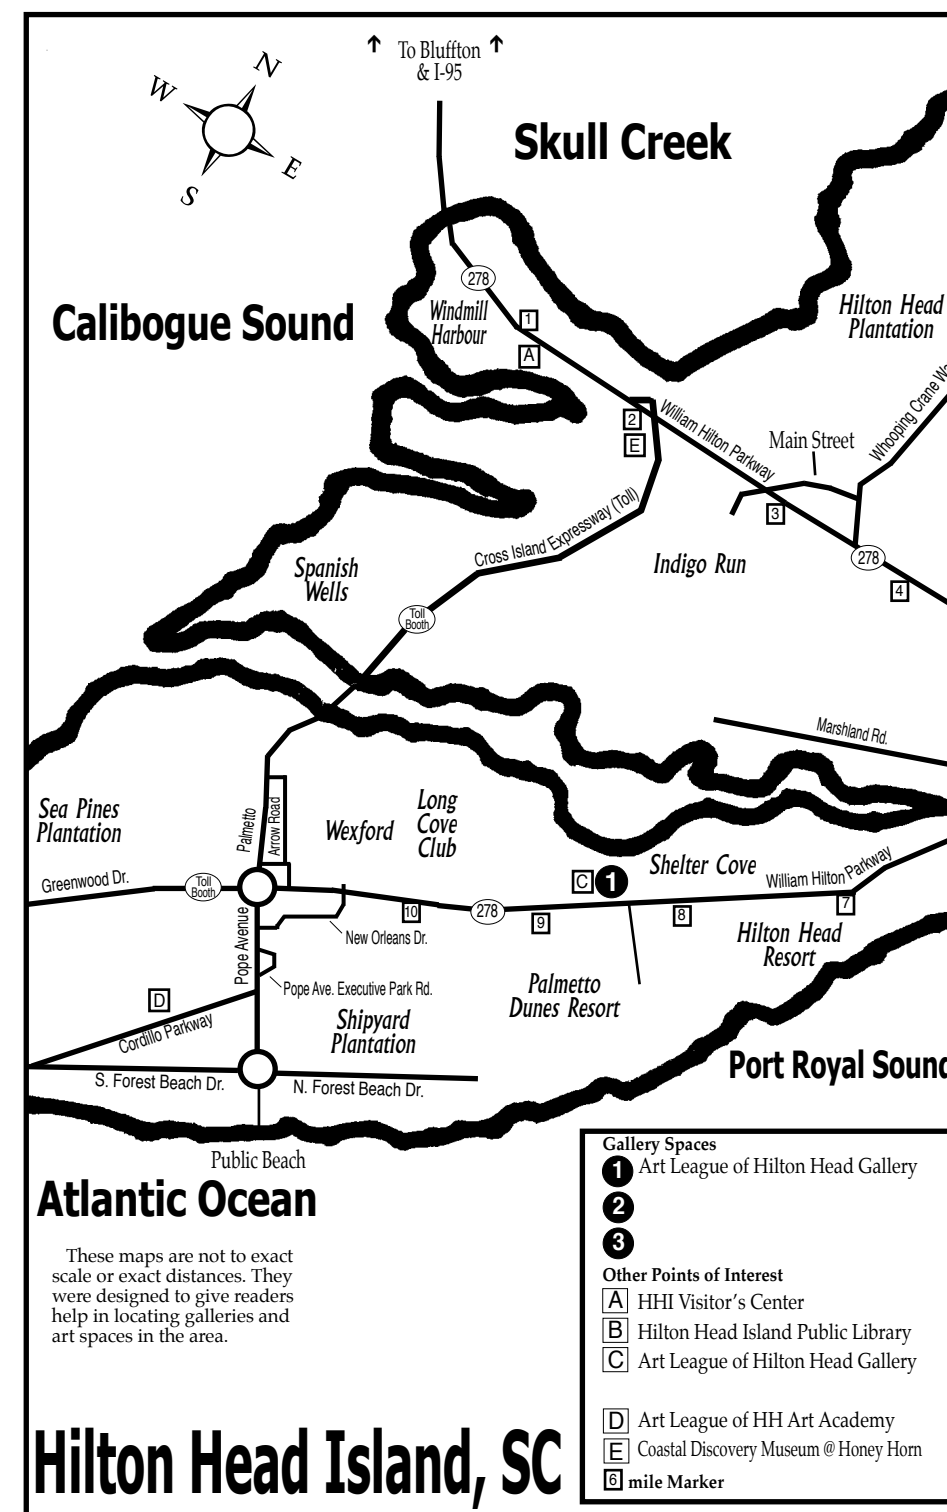 ↑ To Bluffton ↑
& I-95
N
W
E
S
Skull Creek
Calibogue Sound
278
Windmill
Harbour
1
A
Hilton Head
Plantation
2
E
William Hilton Parkway
Main Street
Whooping Crane
3
278
4
Cross Island Expressway (Toll)
Indigo Run
Spanish
Wells
Toll
Booth
Marshland Rd.
Sea Pines
Plantation
Palmetto
Arrow Road
Wexford
Long
Cove
Club
Shelter Cove
William Hilton Parkway
Greenwood Dr.
Toll
Booth
C
1
10
278
9
8
7
New Orleans Dr.
Pope Avenue
Pope Ave. Executive Park Rd.
Hilton Head
Resort
Palmetto
Dunes Resort
D
Cordillo Parkway
Shipyard
Plantation
Port Royal Sound
S. Forest Beach Dr.
N. Forest Beach Dr.
Public Beach
Atlantic Ocean
These maps are not to exact
scale or exact distances. They
were designed to give readers
help in locating galleries and
art spaces in the area.
Gallery Spaces
1 Art League of Hilton Head Gallery
2
3
Other Points of Interest
A HHI Visitor's Center
B Hilton Head Island Public Library
C Art League of Hilton Head Gallery
D Art League of HH Art Academy
E Coastal Discovery Museum @ Honey Horn
6 mile Marker
Hilton Head Island, SC